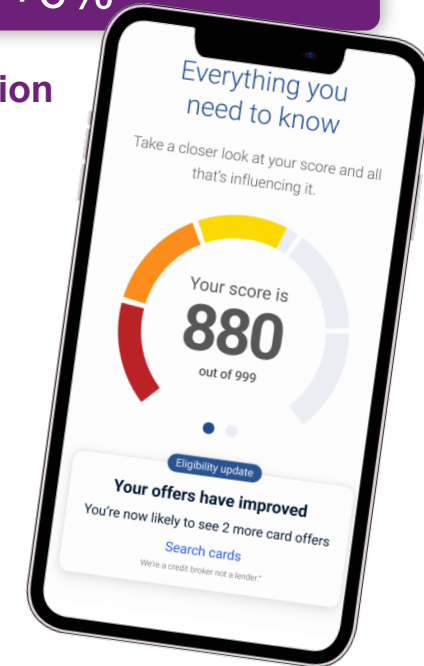 ion
Everything you
need to know
Take a closer look at your score and all
that's influencing it.
Your score is
880
out of 999
Eligibility update
Your offers have improved
You're now likely to see 2 more card offers
Search cards
We're a credit broker not a lender.*